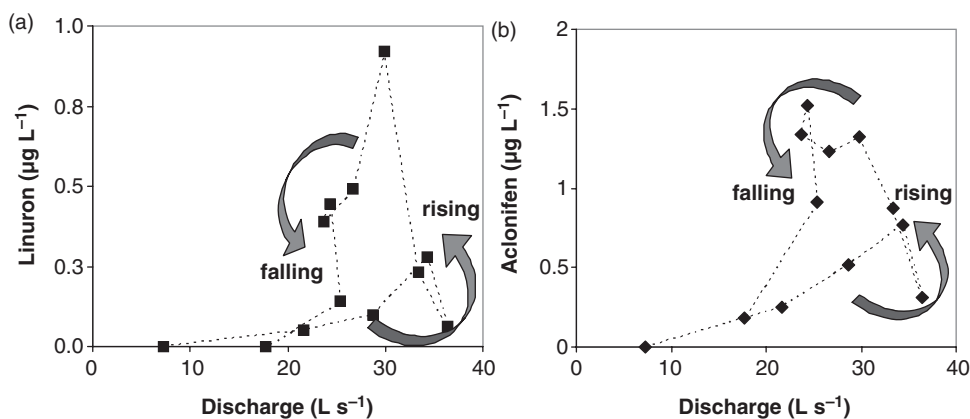 (a)
1.0
0.8
0.5
0.3
0.0
Linuron (µg L⁻¹)
falling
rising
0 10 20 30 40
Discharge (L s⁻¹)
(b)
2
1.5
1
0.5
0
Aclonifen (µg L⁻¹)
falling
rising
0 10 20 30 40
Discharge (L s⁻¹)